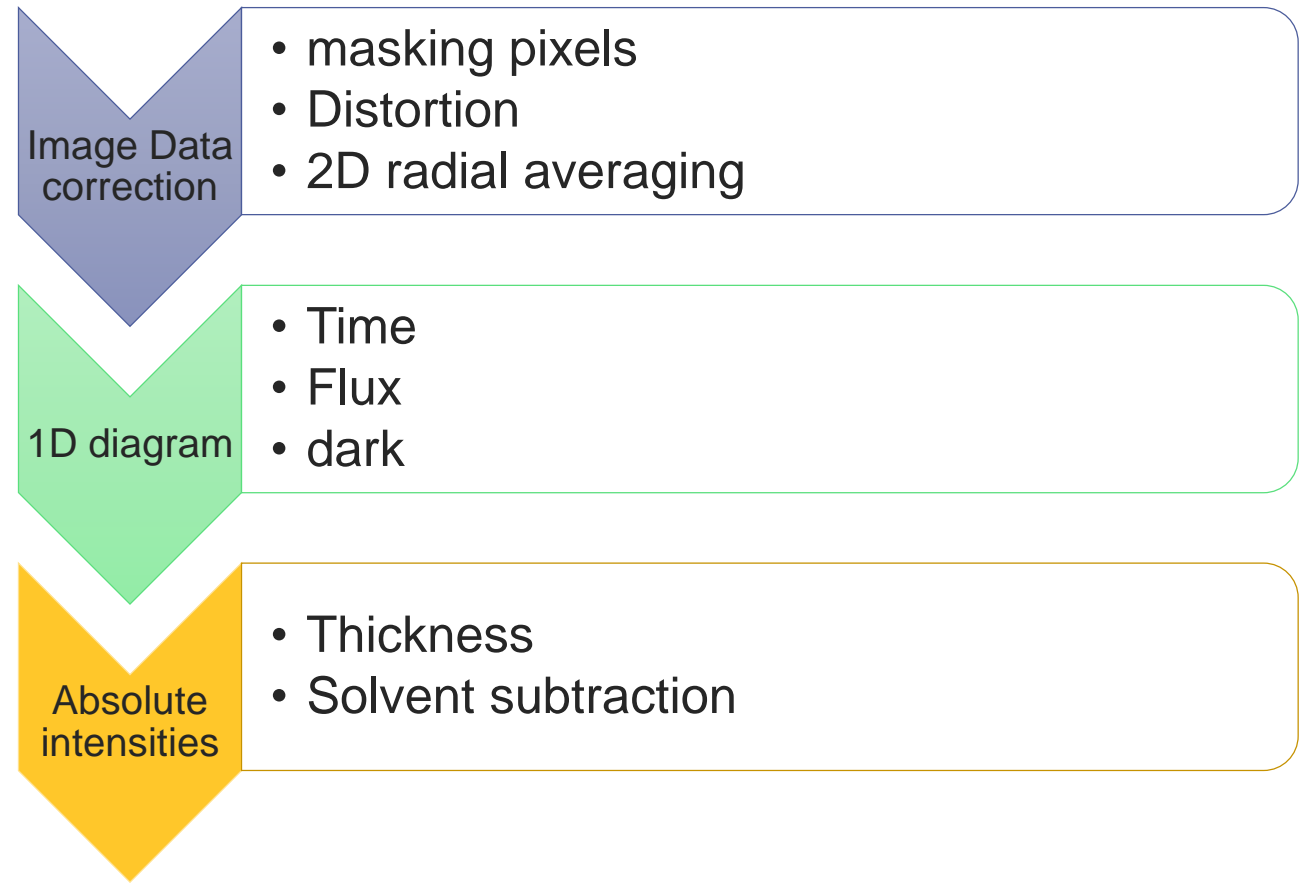 Image Data
correction
• masking pixels
• Distortion
• 2D radial averaging
1D diagram
• Time
• Flux
• dark
Absolute
intensities
• Thickness
• Solvent subtraction